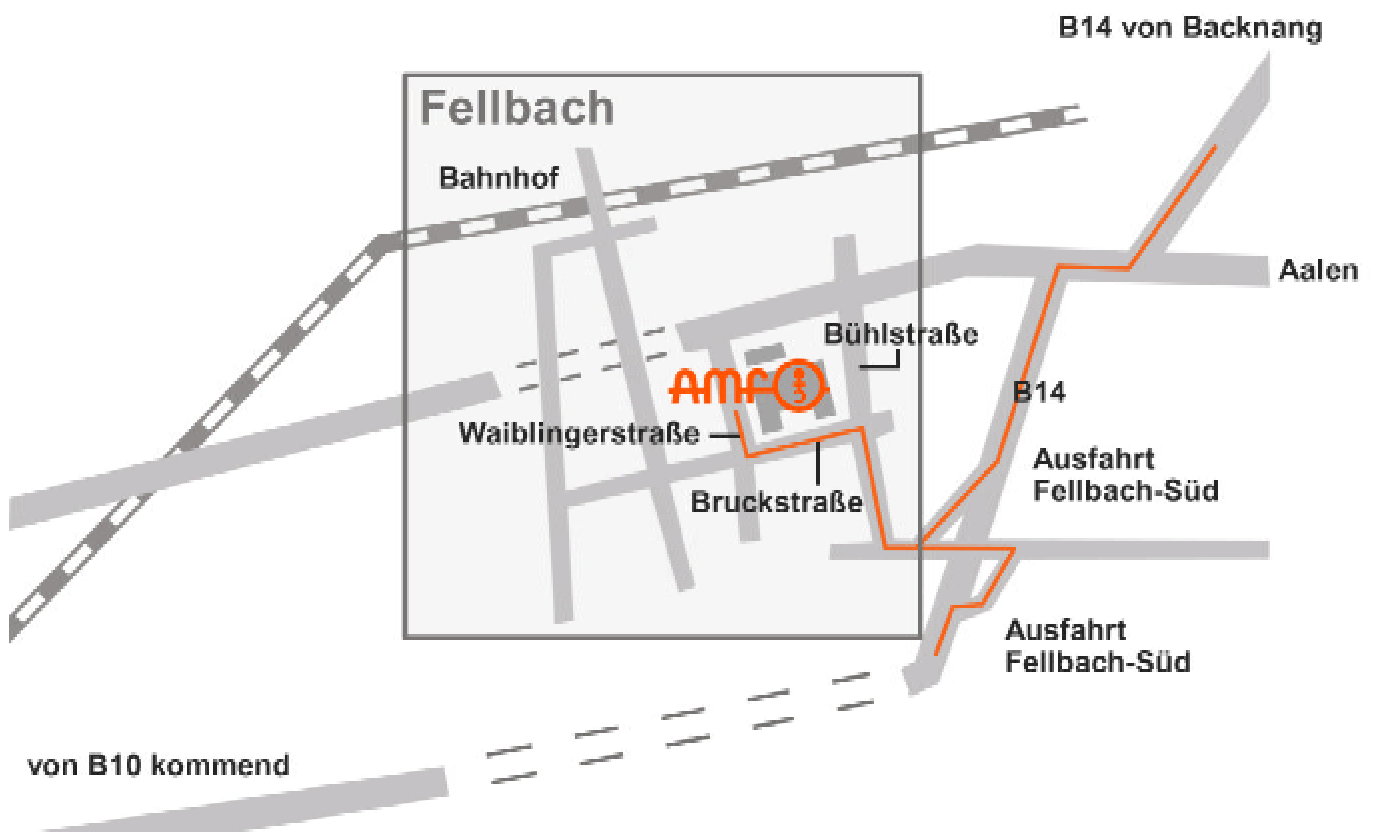 B14 von Backnang
Fellbach
Bahnhof
Aalen
Bühlstraße
AMF
B14
Waiblingerstraße
Ausfahrt
Fellbach-Süd
Bruckstraße
Ausfahrt
Fellbach-Süd
von B10 kommend